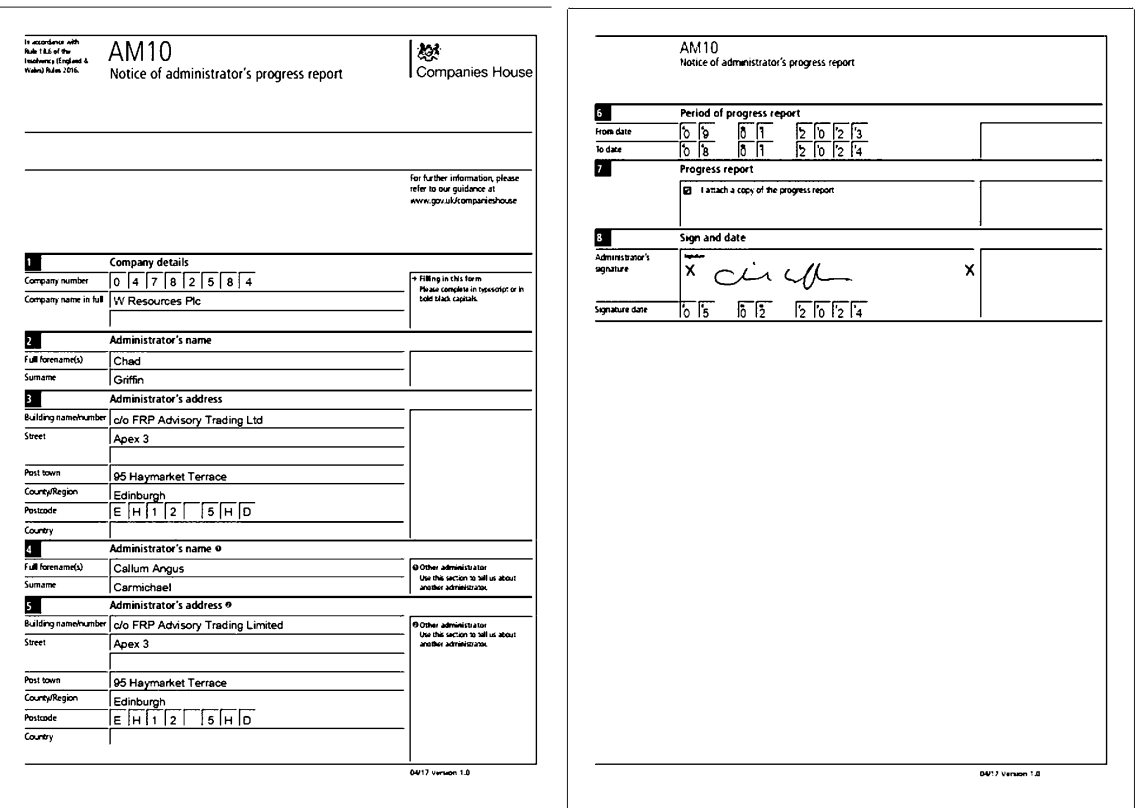 In accordance with
Rule 18.6 of the
Insolvency (England &
Wales) Rules 2016.
AM10
Notice of administrator's progress report
Companies House
For further information, please
refer to our guidance at
www.gov.uk/companieshouse
1 Company details
Company number 0 4 7 8 2 5 8 4
Company name in full W Resources Plc
→ Filling in this form
Please complete in typescript or in
bold black capitals.
2 Administrator's name
Full forename(s) Chad
Surname Griffin
3 Administrator's address
Building name/number c/o FRP Advisory Trading Ltd
Street Apex 3
Post town 95 Haymarket Terrace
County/Region Edinburgh
Postcode E H 1 2 5 H D
Country
4 Administrator's name ❶
Full forename(s) Callum Angus
Surname Carmichael
❶ Other administrator
Use this section to tell us about
another administrator.
5 Administrator's address ❷
Building name/number c/o FRP Advisory Trading Limited
Street Apex 3
Post town 95 Haymarket Terrace
County/Region Edinburgh
Postcode E H 1 2 5 H D
Country
❷ Other administrator
Use this section to tell us about
another administrator.
04/17 Version 1.0
AM10
Notice of administrator's progress report
6 Period of progress report
From date 0 9 0 1 2 0 2 3
To date 0 8 0 1 2 0 2 4
7 Progress report
☑ I attach a copy of the progress report
8 Sign and date
Administrator's
signature
Signature
X X
Signature date 0 5 0 2 2 0 2 4
04/17 Version 1.0